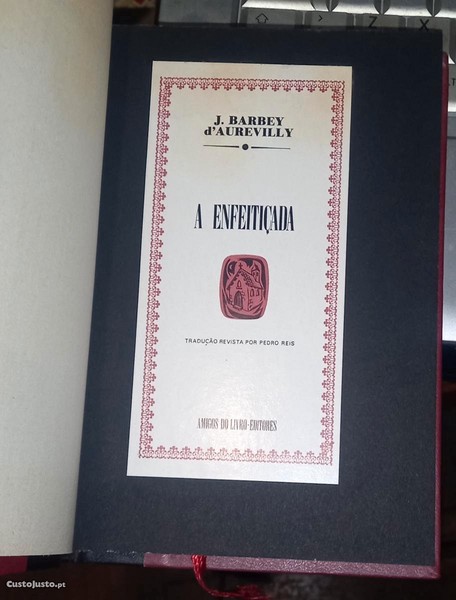 > Z X
J. BARBEY
d'AUREVILLY
A ENFEITIÇADA
TRADUÇÃO REVISTA POR PEDRO REIS
AMIGOS DO LIVRO-EDITORES
CustoJusto.pt